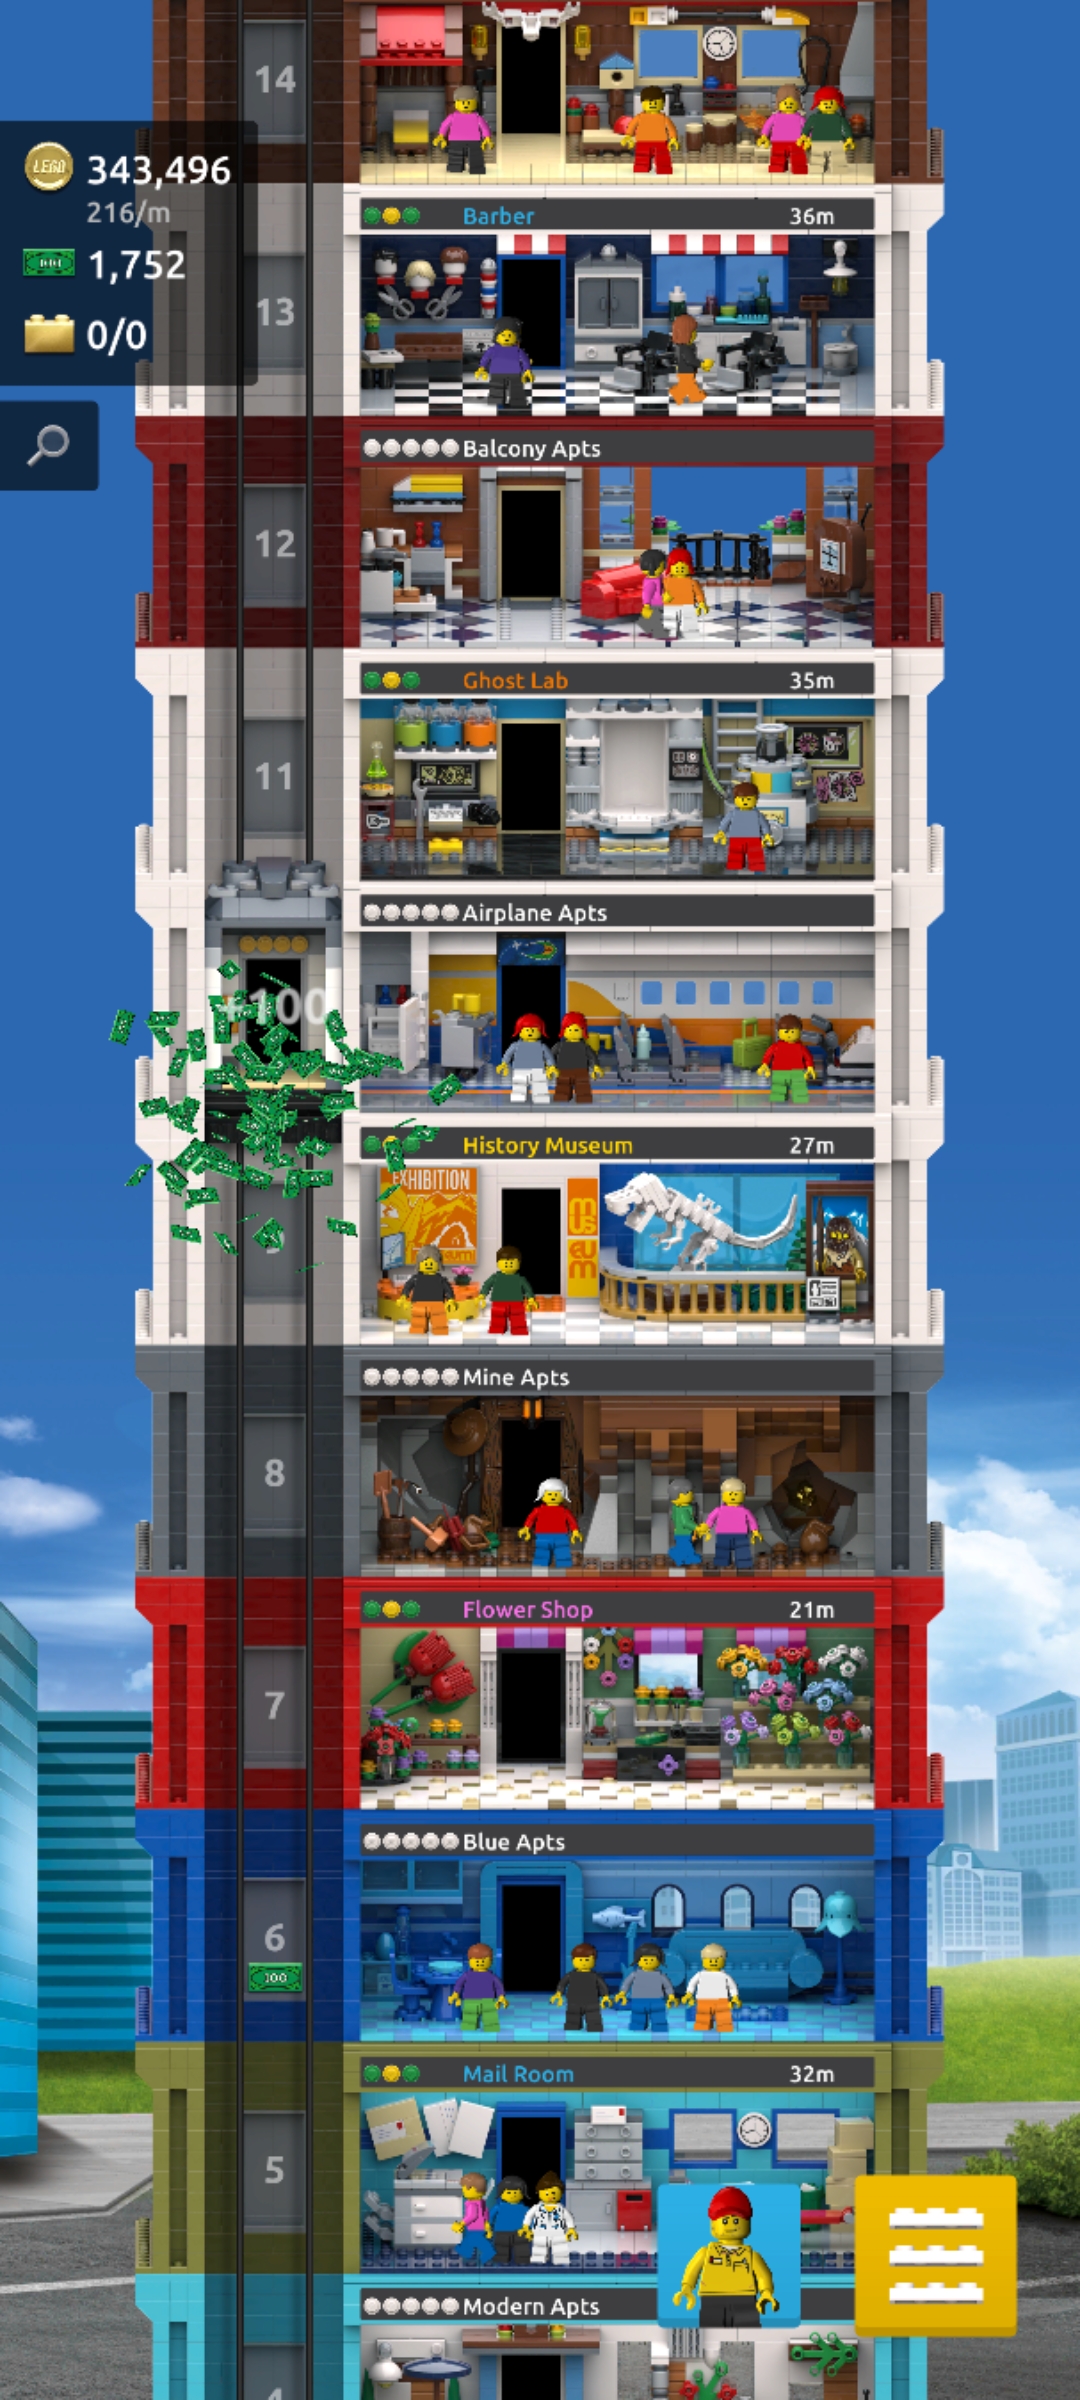 14
LEGO
343,496
216/m
1,752
0/0
Barber
36m
13
Balcony Apts
12
Ghost Lab
35m
11
Airplane Apts
+100
History Museum
27m
EXHIBITION
museum!
MUSEUM
Mine Apts
8
Flower Shop
21m
7
Blue Apts
6
100
Mail Room
32m
5
Modern Apts
4